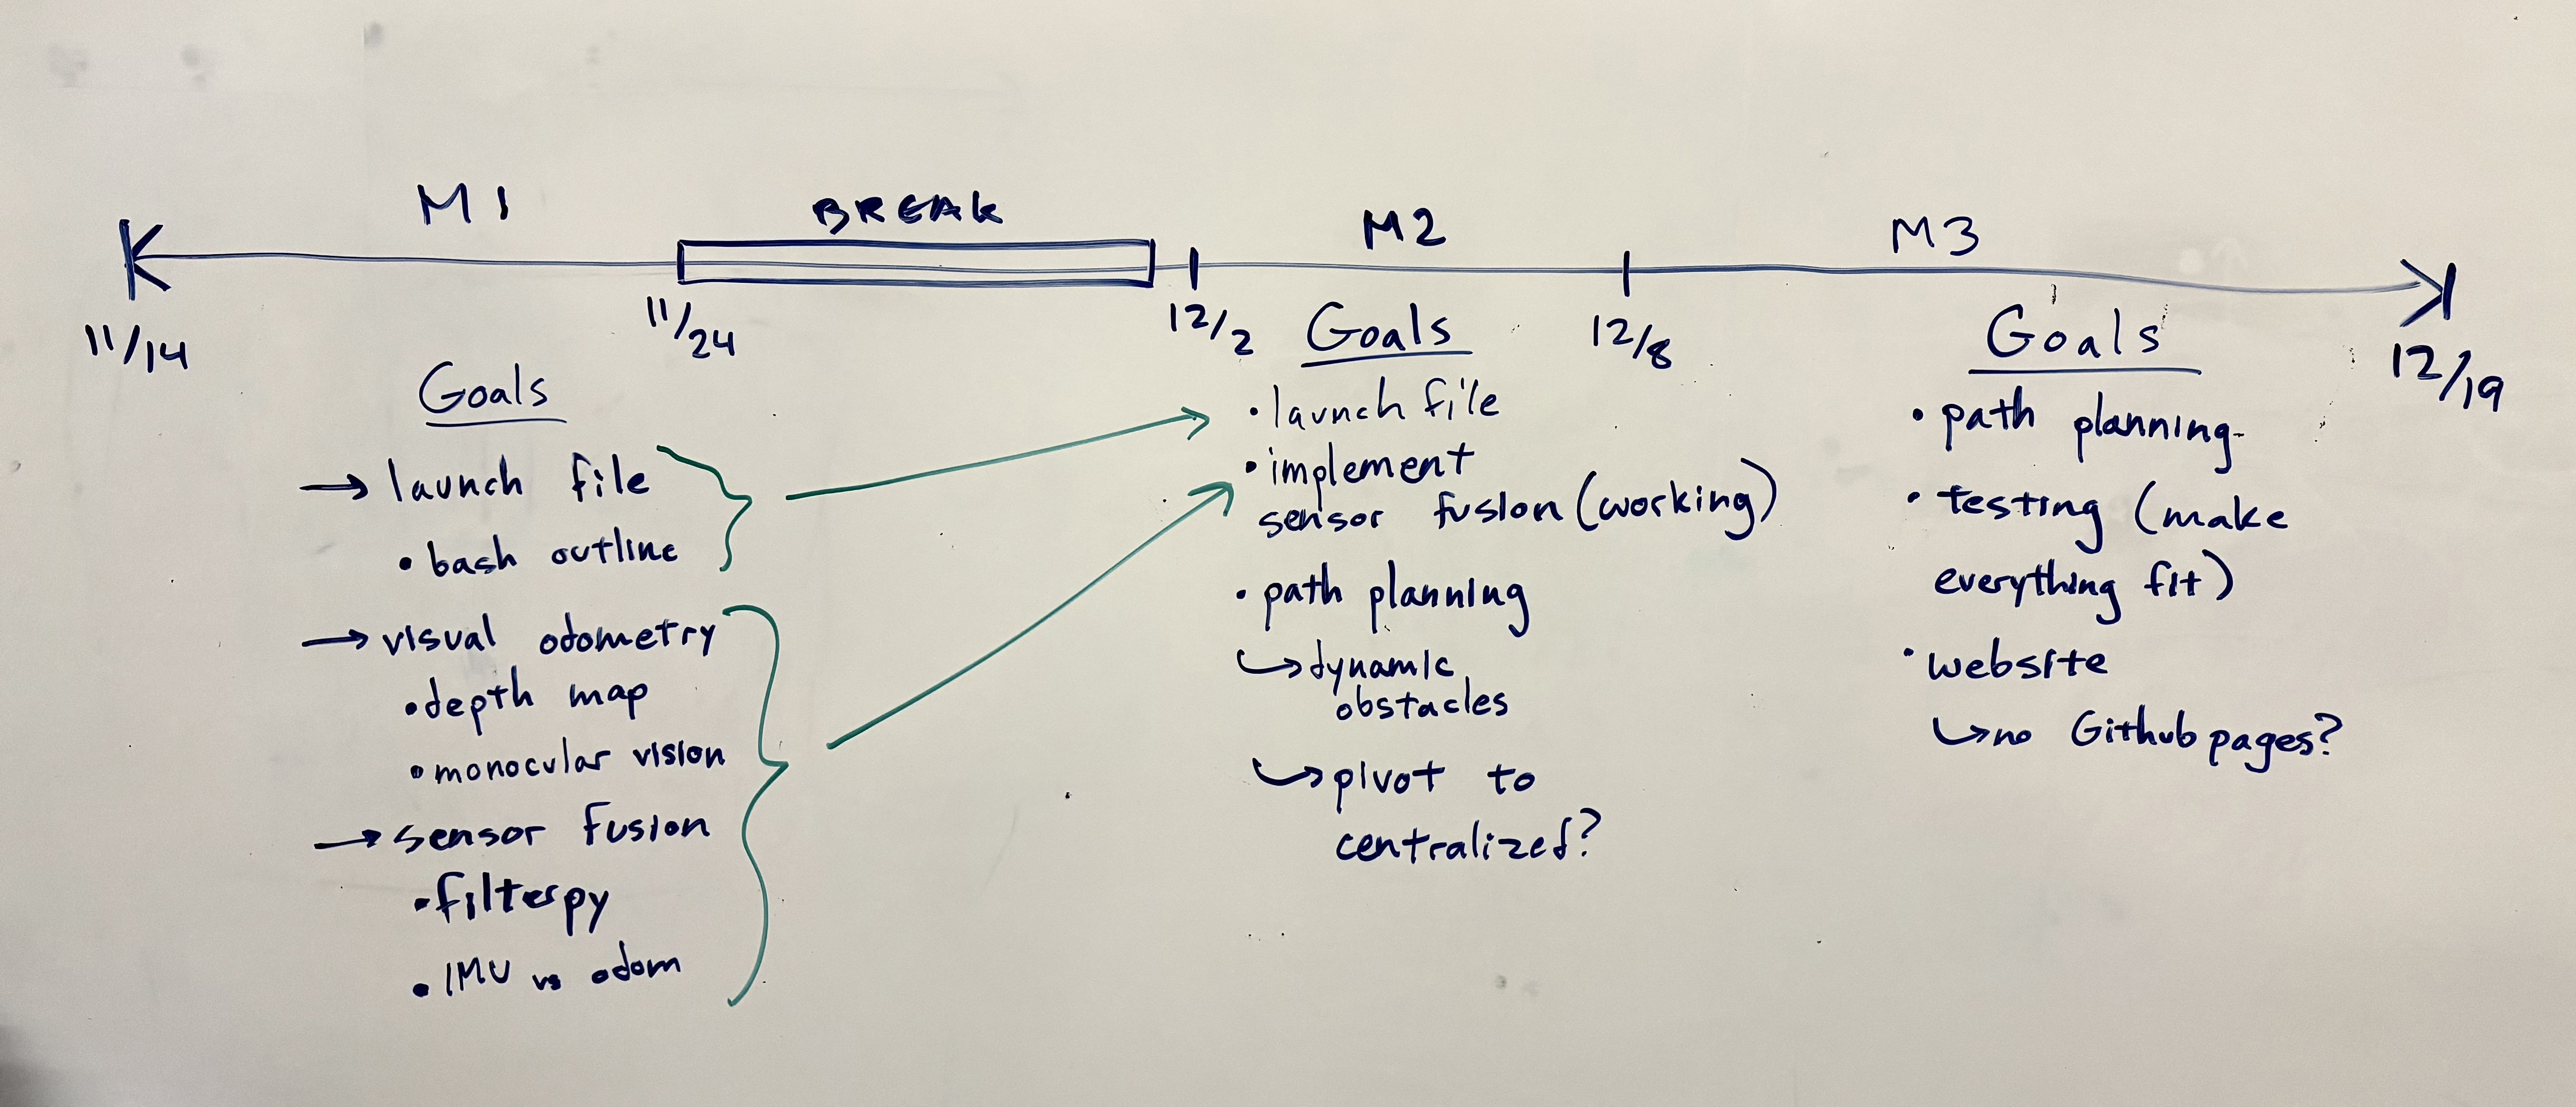 M1
BREAK
M2
M3
11/14
11/24
12/2
12/8
12/19
Goals
→ launch file
• bash outline
→ visual odometry
• depth map
• monocular vision
→ sensor fusion
• filterpy
• IMU vs odom
Goals
• launch file
• implement
sensor fusion (working)
• path planning
↳ dynamic
obstacles
↳ pivot to
centralized?
Goals
• path planning
• testing (make
everything fit)
• website
↳ no Github pages?